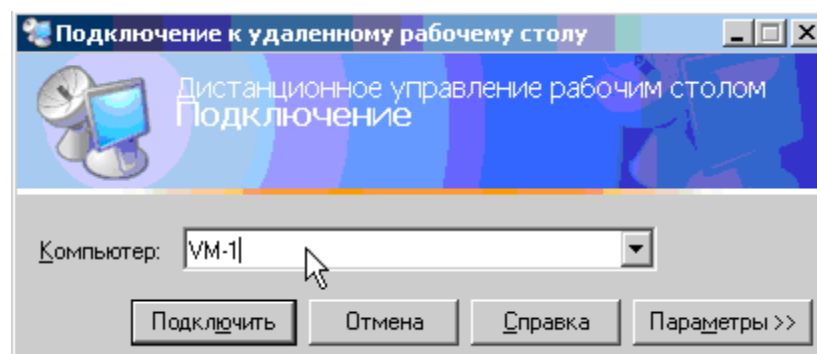 Подключение к удаленному рабочему столу
Дистанционное управление рабочим столом
Подключение
Компьютер: VM-1
Подключить Отмена Справка Параметры >>